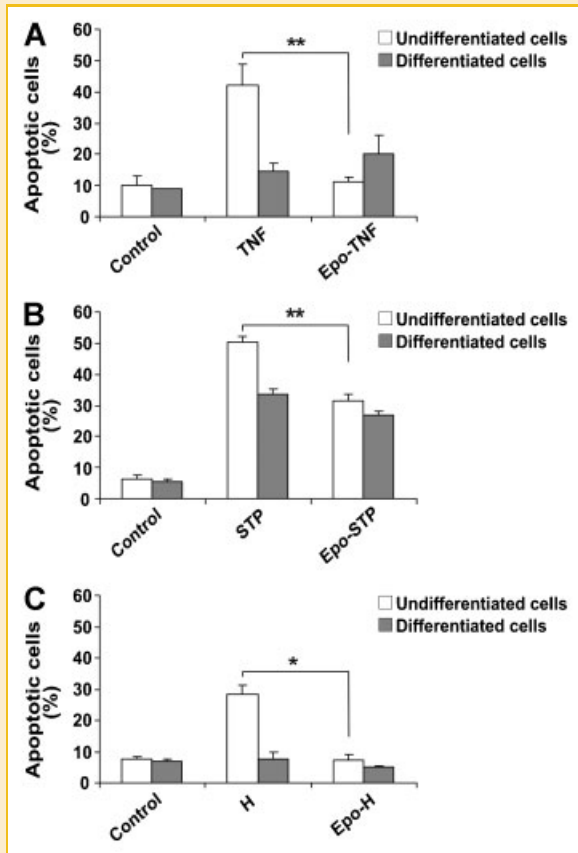 A
Apoptotic cells
(%)
60
50
40
30
20
10
0
**
Undifferentiated cells
Differentiated cells
Control
TNF
Epo-TNF
B
Apoptotic cells
(%)
60
50
40
30
20
10
0
**
Undifferentiated cells
Differentiated cells
Control
STP
Epo-STP
C
Apoptotic cells
(%)
60
50
40
30
20
10
0
*
Undifferentiated cells
Differentiated cells
Control
H
Epo-H